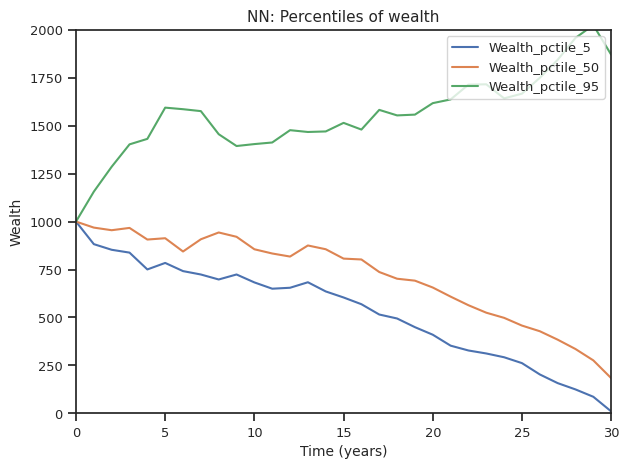 NN: Percentiles of wealth
Wealth_pctile_5
Wealth_pctile_50
Wealth_pctile_95
Wealth
2000
1750
1500
1250
1000
750
500
250
0
0 5 10 15 20 25 30
Time (years)